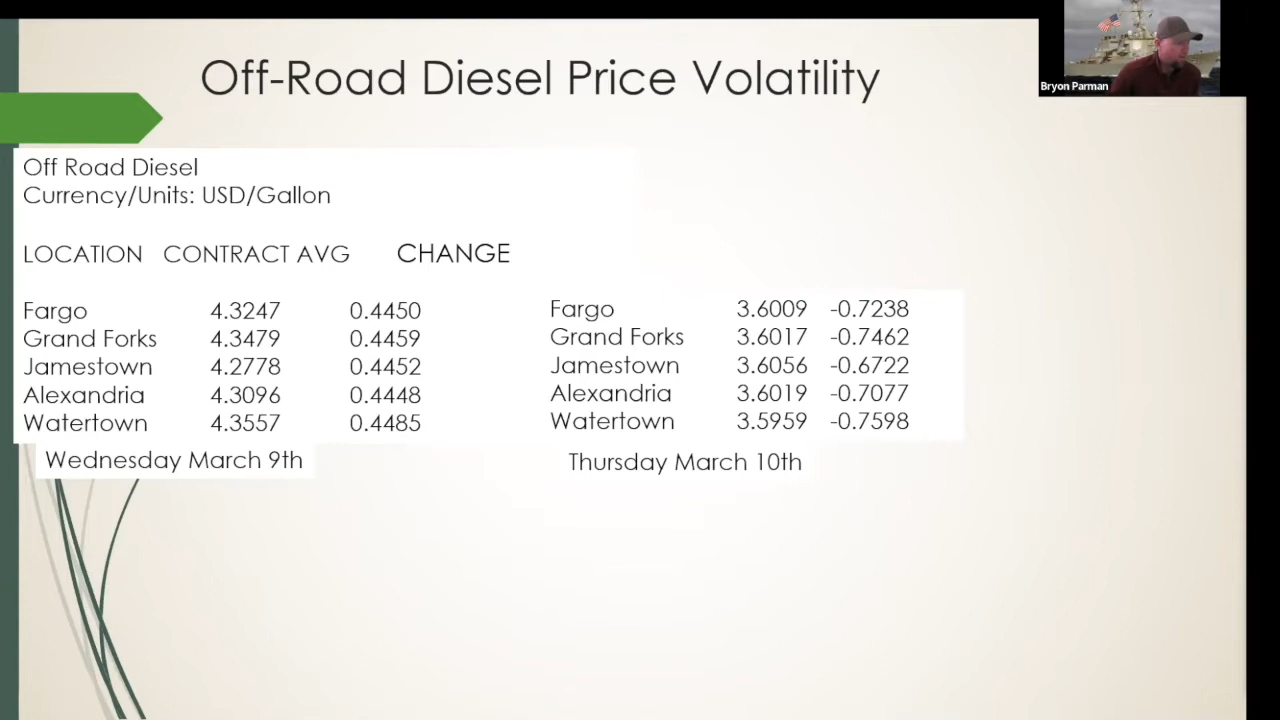 Off-Road Diesel Price Volatility
Bryon Parman
Off Road Diesel
Currency/Units: USD/Gallon
LOCATION CONTRACT AVG CHANGE
Fargo 4.3247 0.4450
Grand Forks 4.3479 0.4459
Jamestown 4.2778 0.4452
Alexandria 4.3096 0.4448
Watertown 4.3557 0.4485
Wednesday March 9th
Fargo 3.6009 -0.7238
Grand Forks 3.6017 -0.7462
Jamestown 3.6056 -0.6722
Alexandria 3.6019 -0.7077
Watertown 3.5959 -0.7598
Thursday March 10th